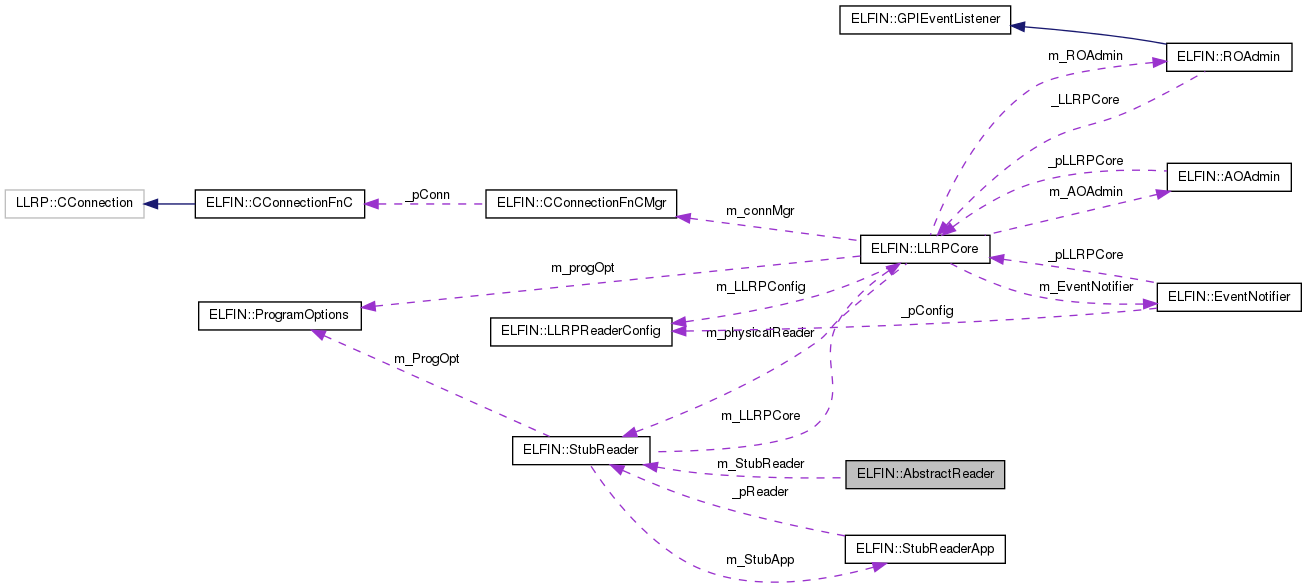 ELFIN::GPIEventListener
m_ROAdmin
ELFIN::ROAdmin
_LLRPCore
_pLLRPCore
ELFIN::AOAdmin
m_AOAdmin
LLRP::CConnection
ELFIN::CConnectionFnC
_pConn
ELFIN::CConnectionFnCMgr
m_connMgr
ELFIN::LLRPCore
_pLLRPCore
m_progOpt
m_LLRPConfig
m_EventNotifier
ELFIN::EventNotifier
ELFIN::ProgramOptions
_pConfig
ELFIN::LLRPReaderConfig
m_physicalReader
m_ProgOpt
m_LLRPCore
ELFIN::StubReader
m_StubReader
ELFIN::AbstractReader
_pReader
ELFIN::StubReaderApp
m_StubApp